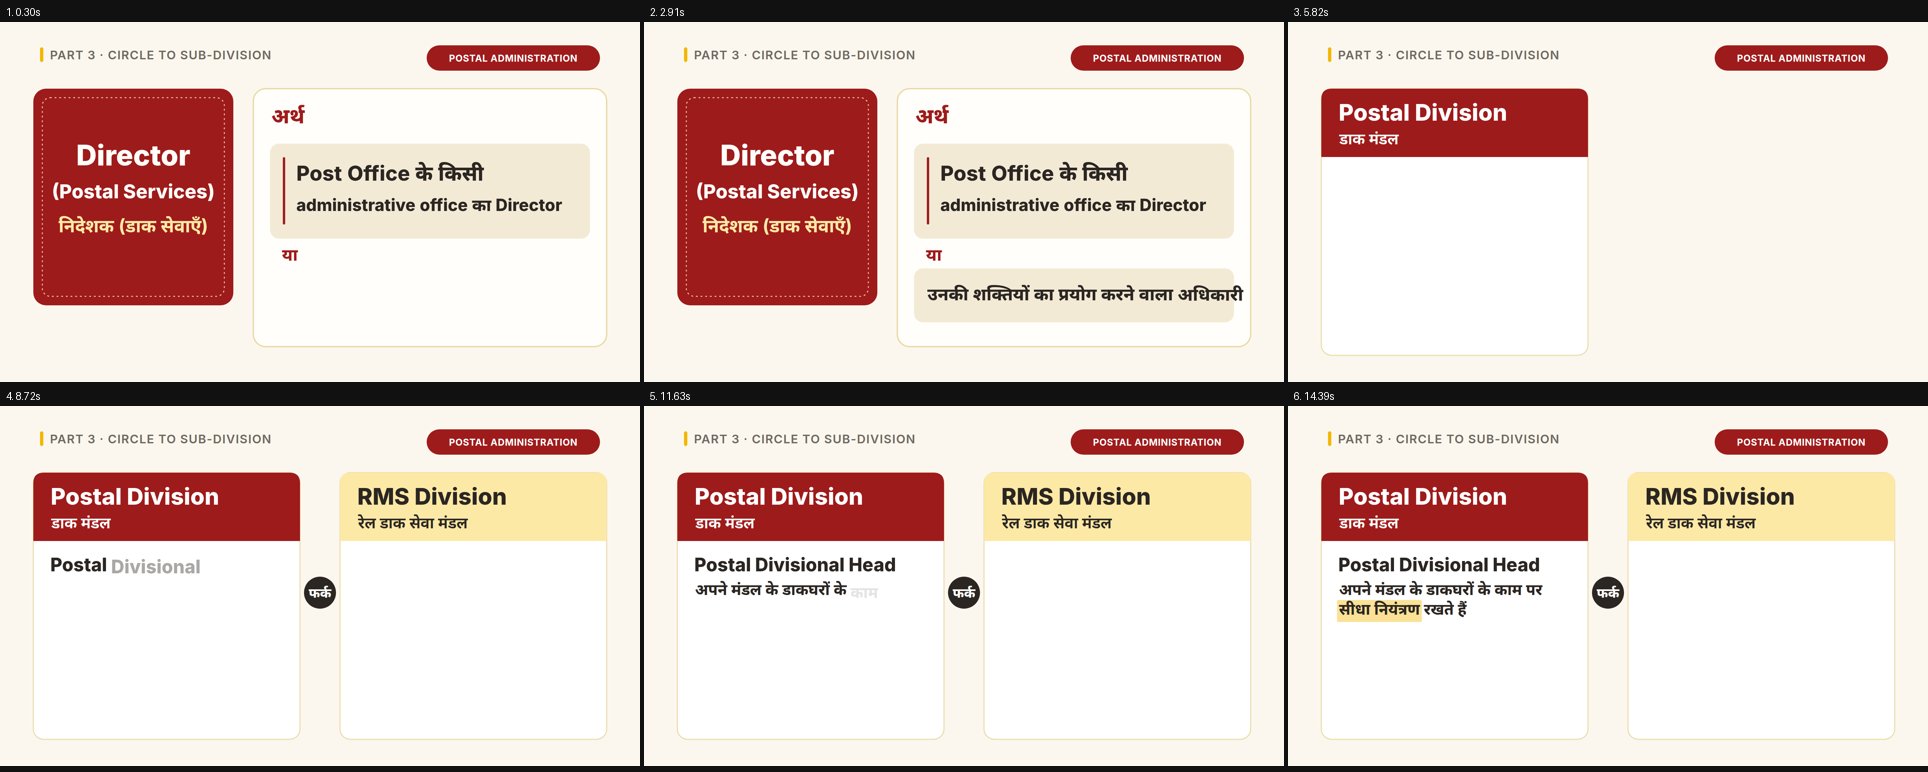 1. 0.30s
PART 3 · CIRCLE TO SUB-DIVISION
POSTAL ADMINISTRATION
Director
(Postal Services)
निदेशक (डाक सेवाएँ)
अर्थ
Post Office के किसी
administrative office का Director
या
2. 2.91s
PART 3 · CIRCLE TO SUB-DIVISION
POSTAL ADMINISTRATION
Director
(Postal Services)
निदेशक (डाक सेवाएँ)
अर्थ
Post Office के किसी
administrative office का Director
या
उनकी शक्तियों का प्रयोग करने वाला अधिकारी
3. 5.82s
PART 3 · CIRCLE TO SUB-DIVISION
POSTAL ADMINISTRATION
Postal Division
डाक मंडल
4. 8.72s
PART 3 · CIRCLE TO SUB-DIVISION
POSTAL ADMINISTRATION
Postal Division
डाक मंडल
Postal Divisional
फर्क
RMS Division
रेल डाक सेवा मंडल
5. 11.63s
PART 3 · CIRCLE TO SUB-DIVISION
POSTAL ADMINISTRATION
Postal Division
डाक मंडल
Postal Divisional Head
अपने मंडल के डाकघरों के काम
फर्क
RMS Division
रेल डाक सेवा मंडल
6. 14.39s
PART 3 · CIRCLE TO SUB-DIVISION
POSTAL ADMINISTRATION
Postal Division
डाक मंडल
Postal Divisional Head
अपने मंडल के डाकघरों के काम पर
सीधा नियंत्रण रखते हैं
फर्क
RMS Division
रेल डाक सेवा मंडल